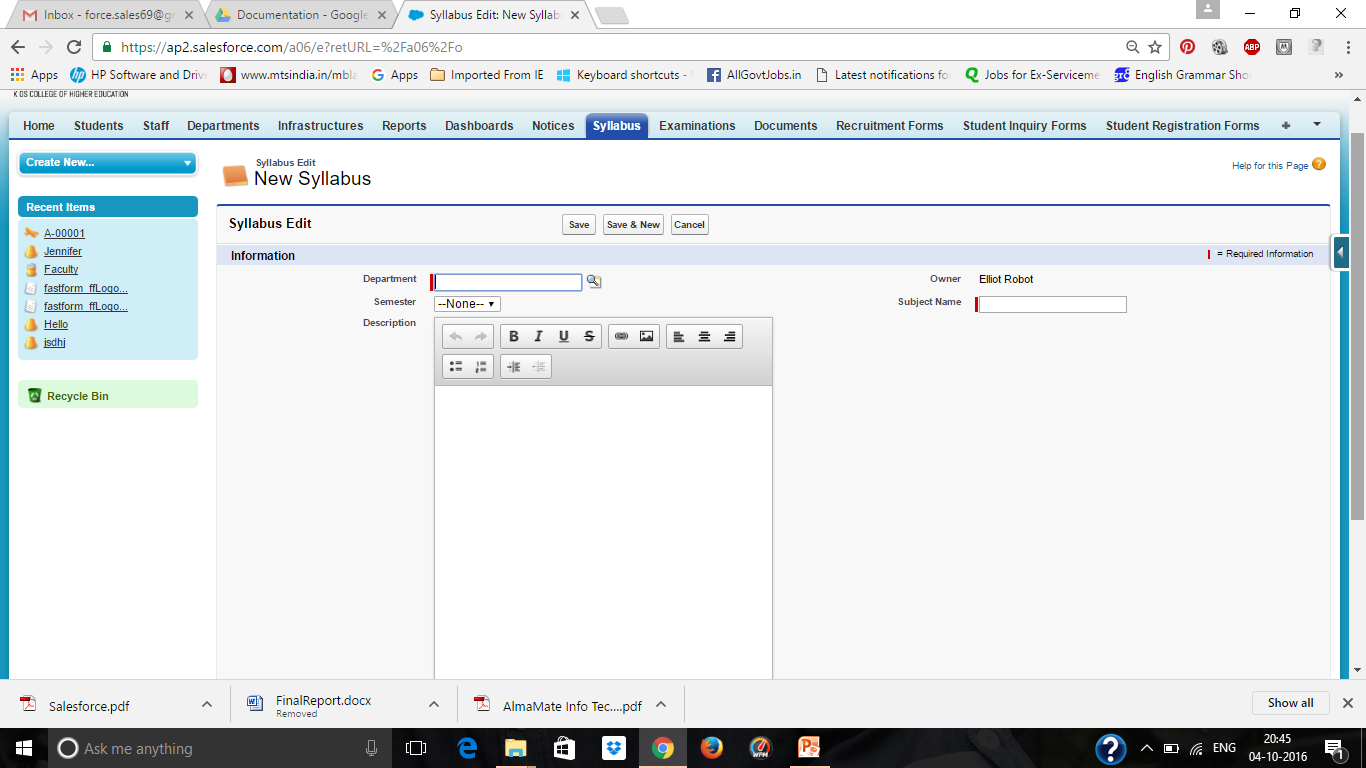 Inbox - force.sales69@gm
Documentation - Google
Syllabus Edit: New Syllab
https://ap2.salesforce.com/a06/e?retURL=%2Fa06%2Fo
Apps
HP Software and Drive
www.mtsindia.in/mbla
Apps
Imported From IE
Keyboard shortcuts -
AllGovtJobs.in
Latest notifications fo
Jobs for Ex-Serviceme
English Grammar Sho
K DS COLLEGE OF HIGHER EDUCATION
Home Students Staff Departments Infrastructures Reports Dashboards Notices Syllabus Examinations Documents Recruitment Forms Student Inquiry Forms Student Registration Forms +
Create New...
Recent Items
A-00001
Jennifer
Faculty
fastform_ffLogo...
fastform_ffLogo...
Hello
jsdhj
Recycle Bin
Syllabus Edit
New Syllabus
Help for this Page
Syllabus Edit
Save Save & New Cancel
Information
= Required Information
Department
Owner Elliot Robot
Semester --None--
Subject Name
Description
B I U S
Salesforce.pdf
FinalReport.docx
Removed
AlmaMate Info Tec....pdf
Show all
Ask me anything
ENG
20:45
04-10-2016
1